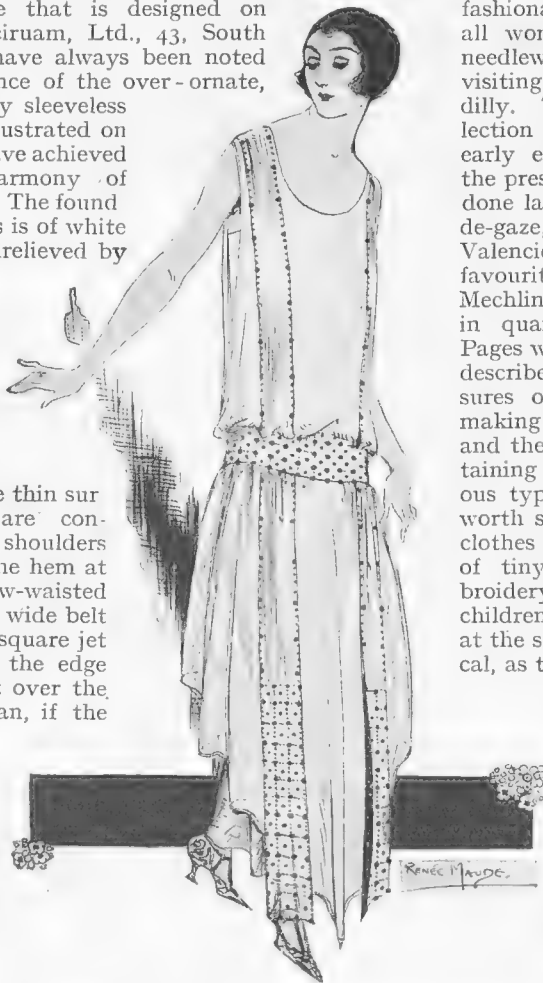 e that is designed on
ciruam, Ltd., 43, South
have always been noted
nce of the over-ornate,
y sleeveless
ustrated on
ve achieved
armony of
The found
s is of white
relieved by
e thin sur
are con-
shoulders
he hem at
w-waisted
wide belt
square jet
the edge
t over the
an, if the
fashiona
all wor
needlew
visiting
dilly.
lection
early e
the pres
done la
de-gaze,
Valencie
favourit
Mechlin
in quan
Pages w
describe
sures o
making
and the
taining
ous typ
worth s
clothes
of tiny
broidery
children
at the s
cal, as t
RENÉE MAUDE.